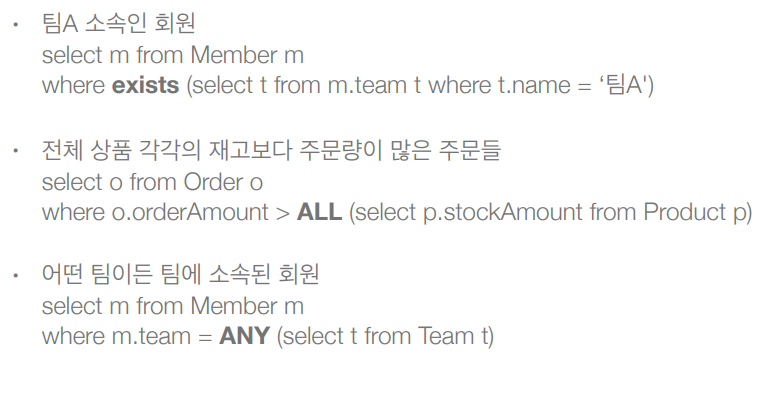 • 팀A 소속인 회원
select m from Member m
where exists (select t from m.team t where t.name = ‘팀A')
• 전체 상품 각각의 재고보다 주문량이 많은 주문들
select o from Order o
where o.orderAmount > ALL (select p.stockAmount from Product p)
• 어떤 팀이든 팀에 소속된 회원
select m from Member m
where m.team = ANY (select t from Team t)